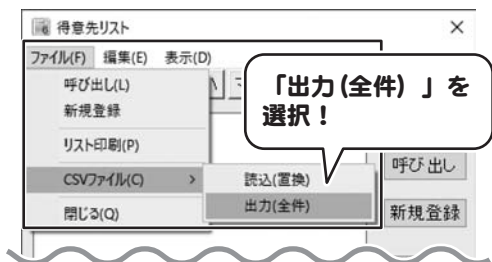 得意先リスト
ファイル(F) 編集(E) 表示(D)
呼び出し(L)
新規登録
リスト印刷(P)
CSVファイル(C)
閉じる(Q)
読込(置換)
出力(全件)
「出力(全件)」を
選択！
呼び出し
新規登録